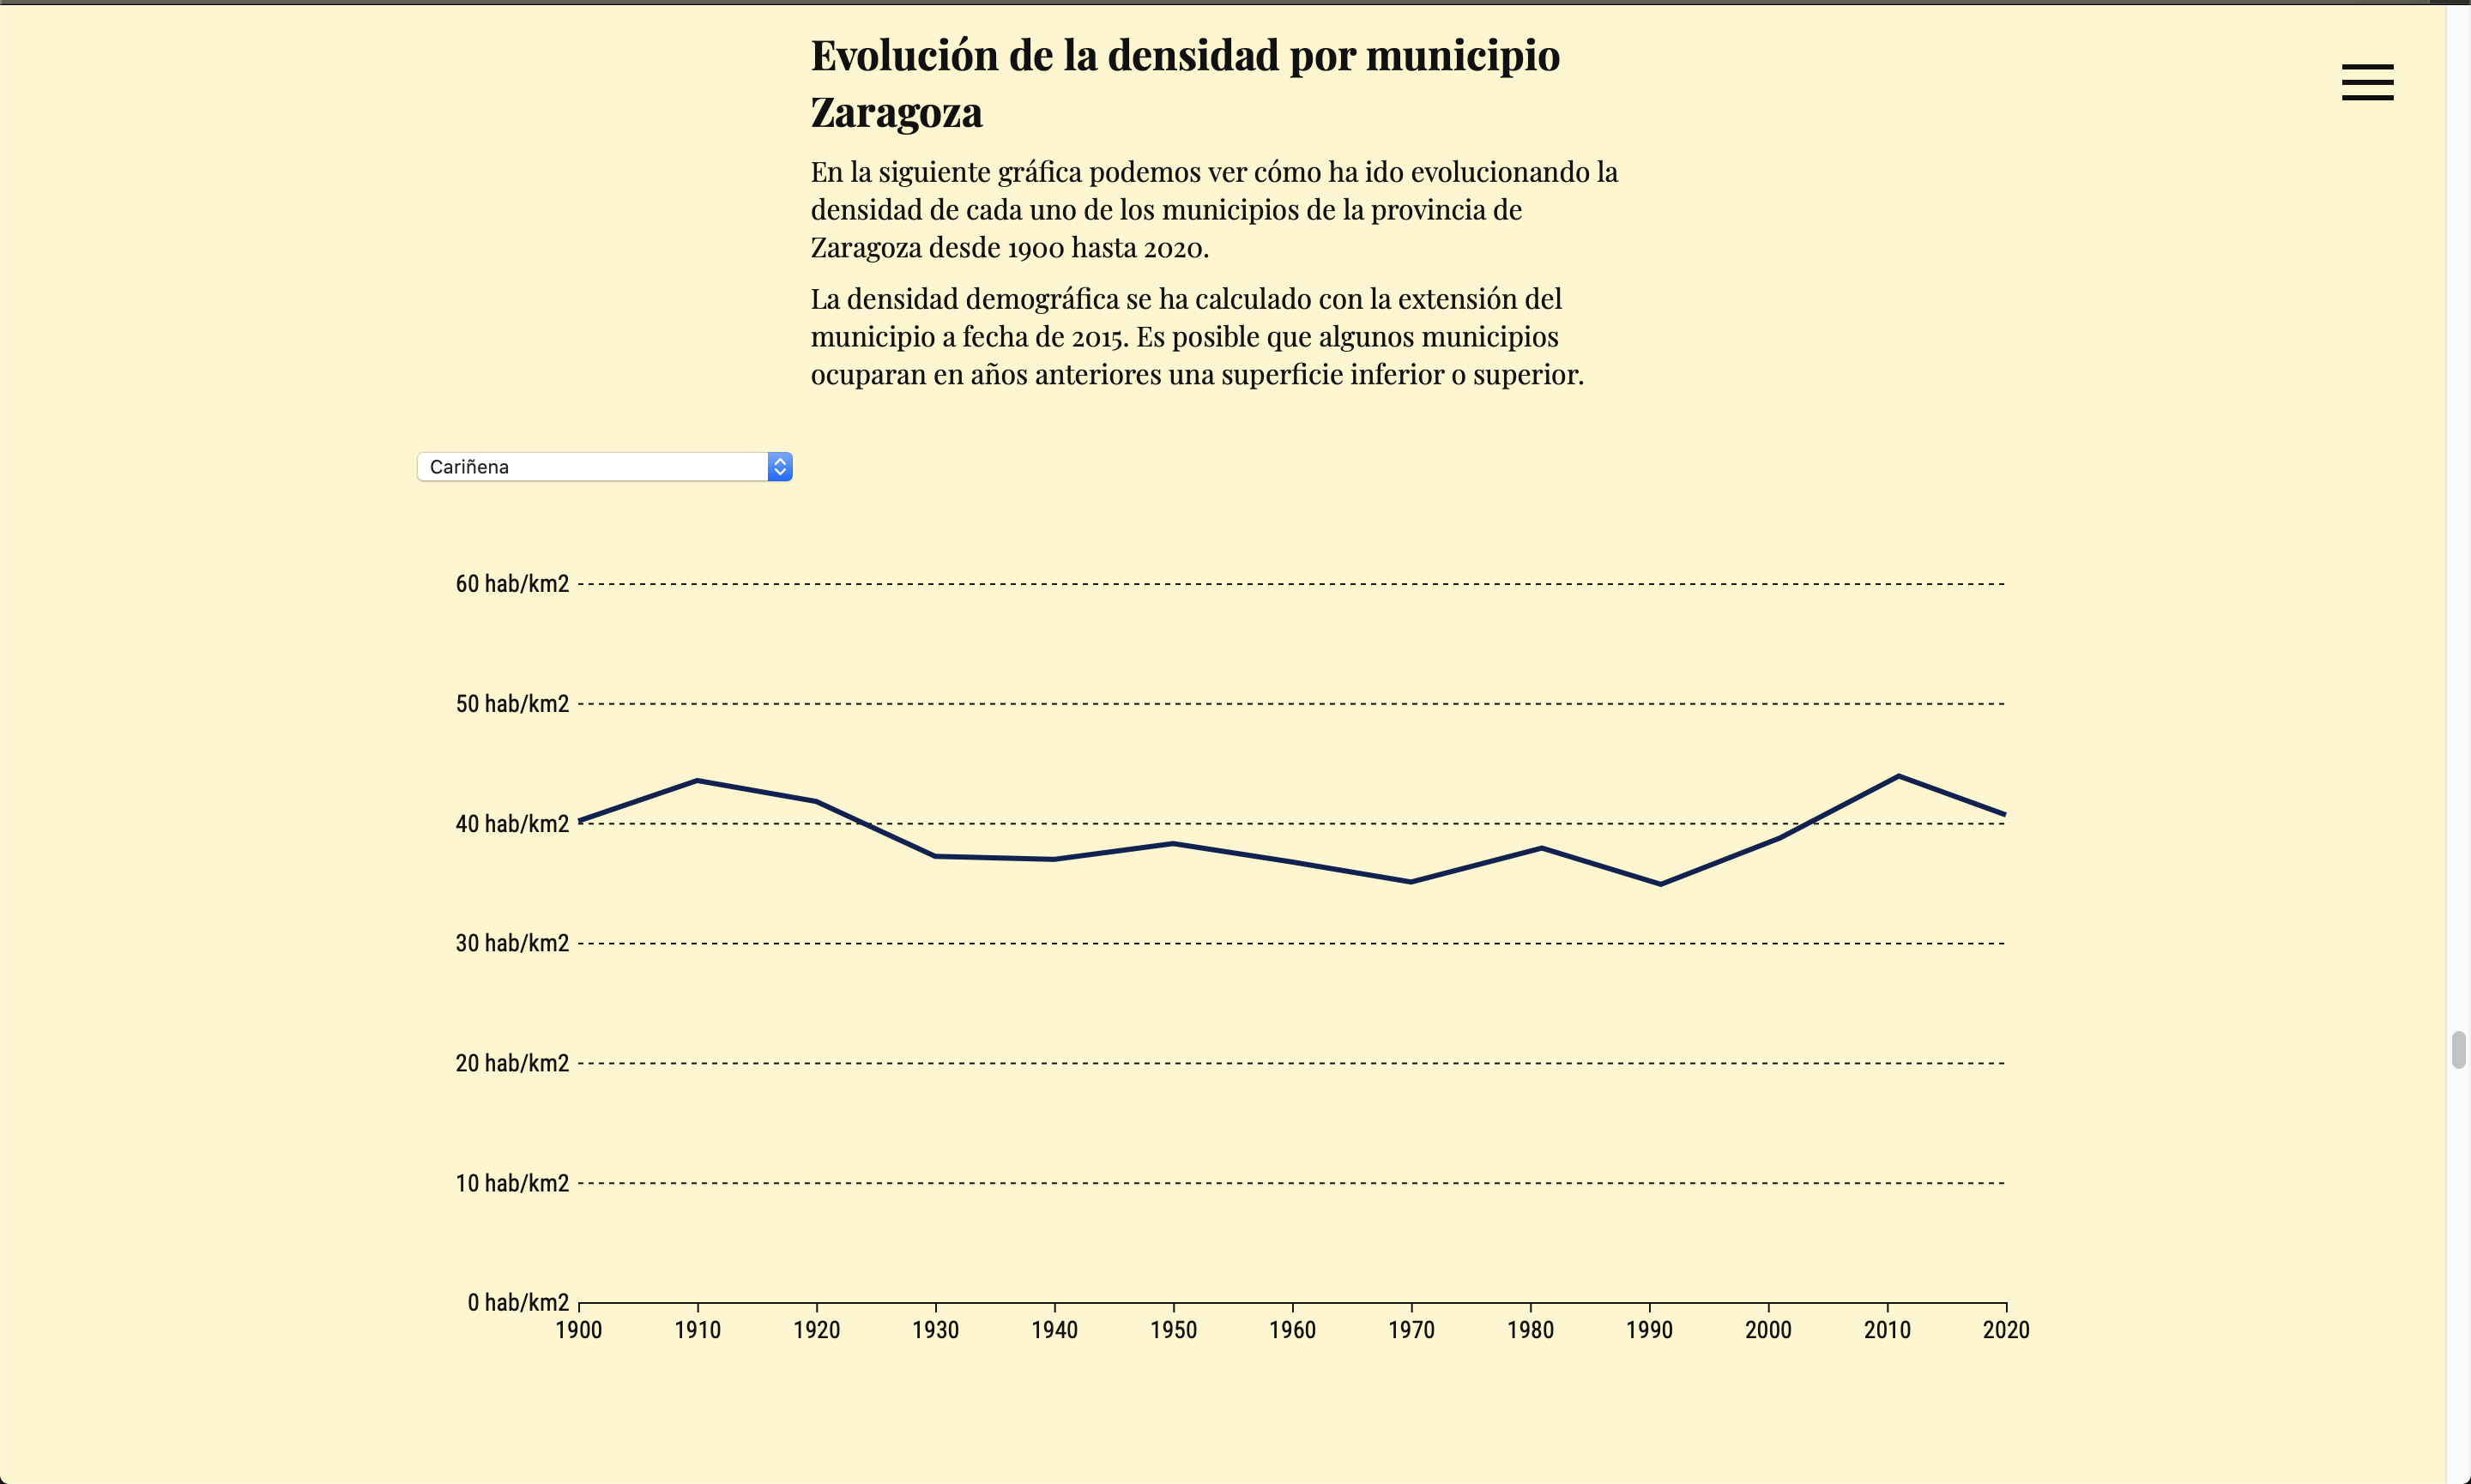 Evolución de la densidad por municipio
Zaragoza
En la siguiente gráfica podemos ver cómo ha ido evolucionando la
densidad de cada uno de los municipios de la provincia de
Zaragoza desde 1900 hasta 2020.
La densidad demográfica se ha calculado con la extensión del
municipio a fecha de 2015. Es posible que algunos municipios
ocuparan en años anteriores una superficie inferior o superior.
Cariñena
60 hab/km2
50 hab/km2
40 hab/km2
30 hab/km2
20 hab/km2
10 hab/km2
0 hab/km2
1900 1910 1920 1930 1940 1950 1960 1970 1980 1990 2000 2010 2020